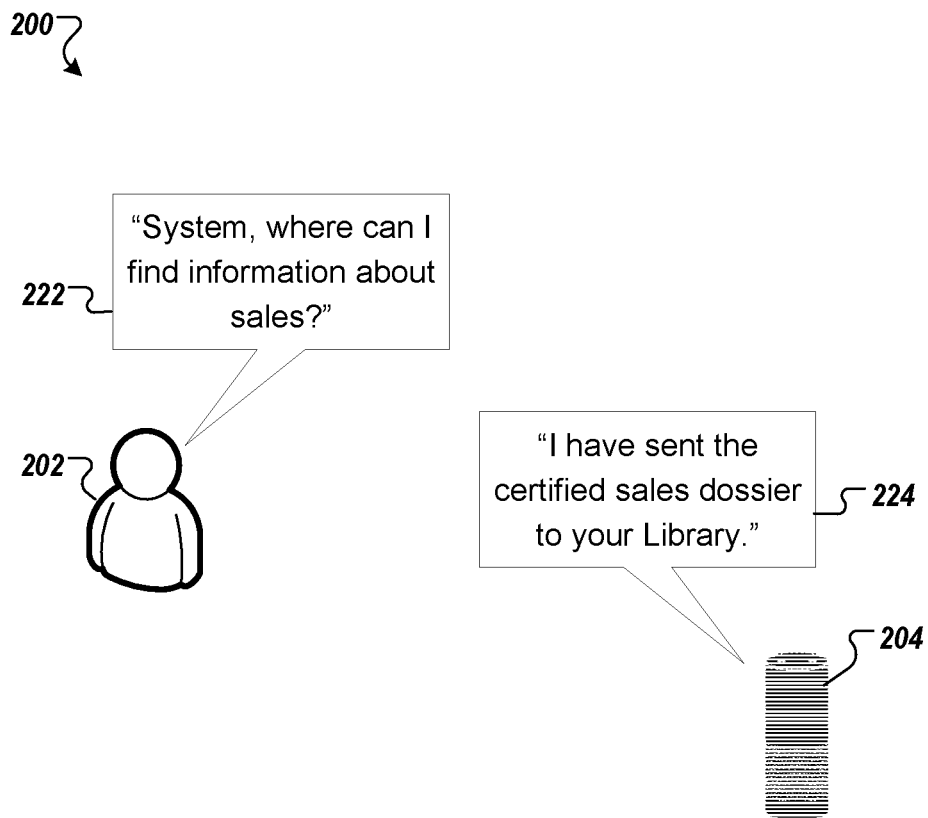 200
“System, where can I
find information about
sales?”
222
202
“I have sent the
certified sales dossier
to your Library.”
224
204